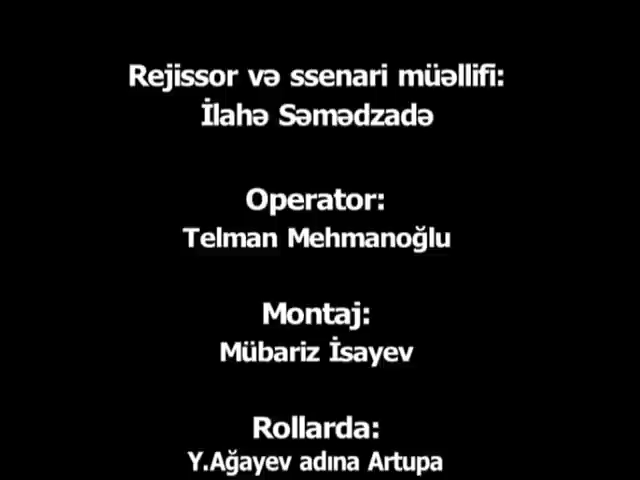 Rejissor və ssenari müəllifi:
İlahə Səmədzadə
Operator:
Telman Mehmanoğlu
Montaj:
Mübariz İsayev
Rollarda:
Y.Ağayev adına Artupa